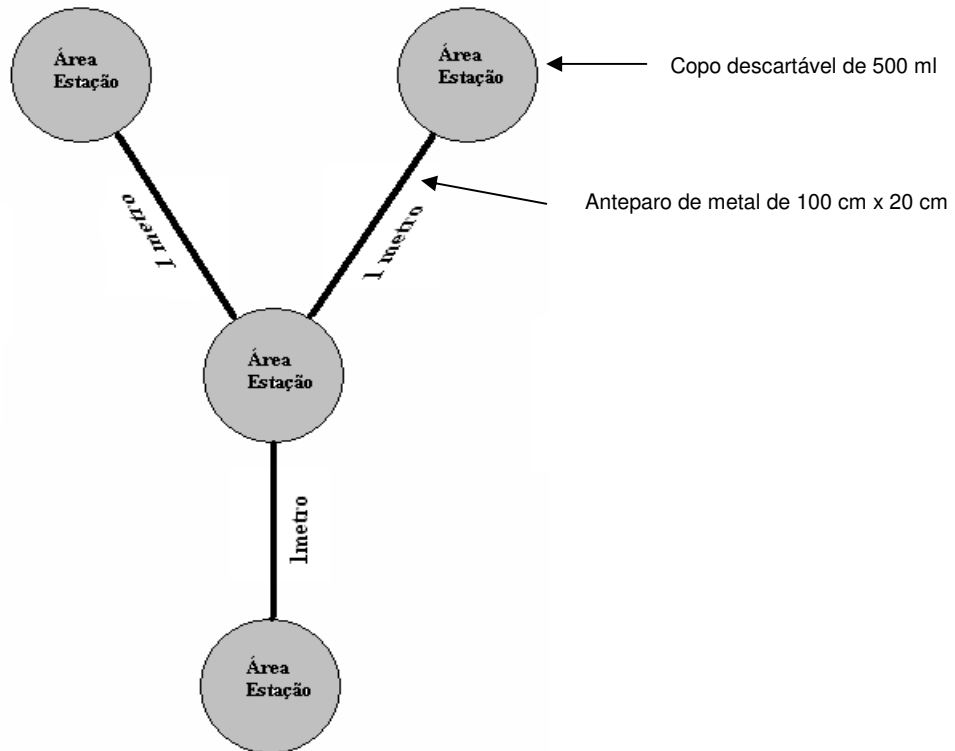 Área
Estação
Área
Estação
Copo descartável de 500 ml
Anteparo de metal de 100 cm x 20 cm
1 metro
1 metro
Área
Estação
1metro
Área
Estação